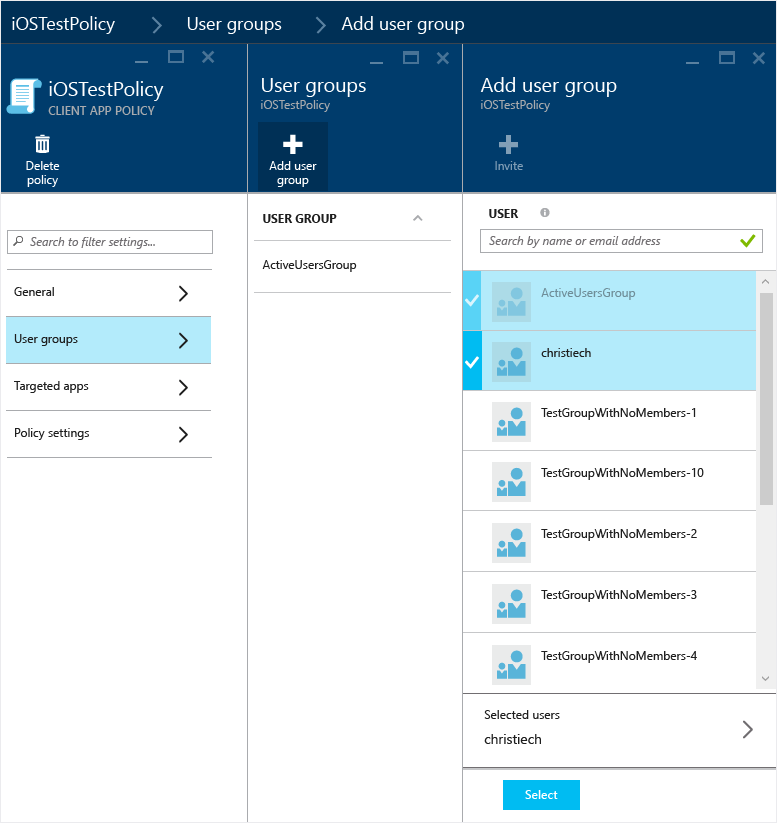 iOSTestPolicy
User groups
Add user group
iOSTestPolicy
CLIENT APP POLICY
Delete
policy
Search to filter settings...
General
User groups
Targeted apps
Policy settings
User groups
iOSTestPolicy
Add user
group
USER GROUP
ActiveUsersGroup
Add user group
iOSTestPolicy
Invite
USER
Search by name or email address
ActiveUsersGroup
christiech
TestGroupWithNoMembers-1
TestGroupWithNoMembers-10
TestGroupWithNoMembers-2
TestGroupWithNoMembers-3
TestGroupWithNoMembers-4
Selected users
christiech
Select